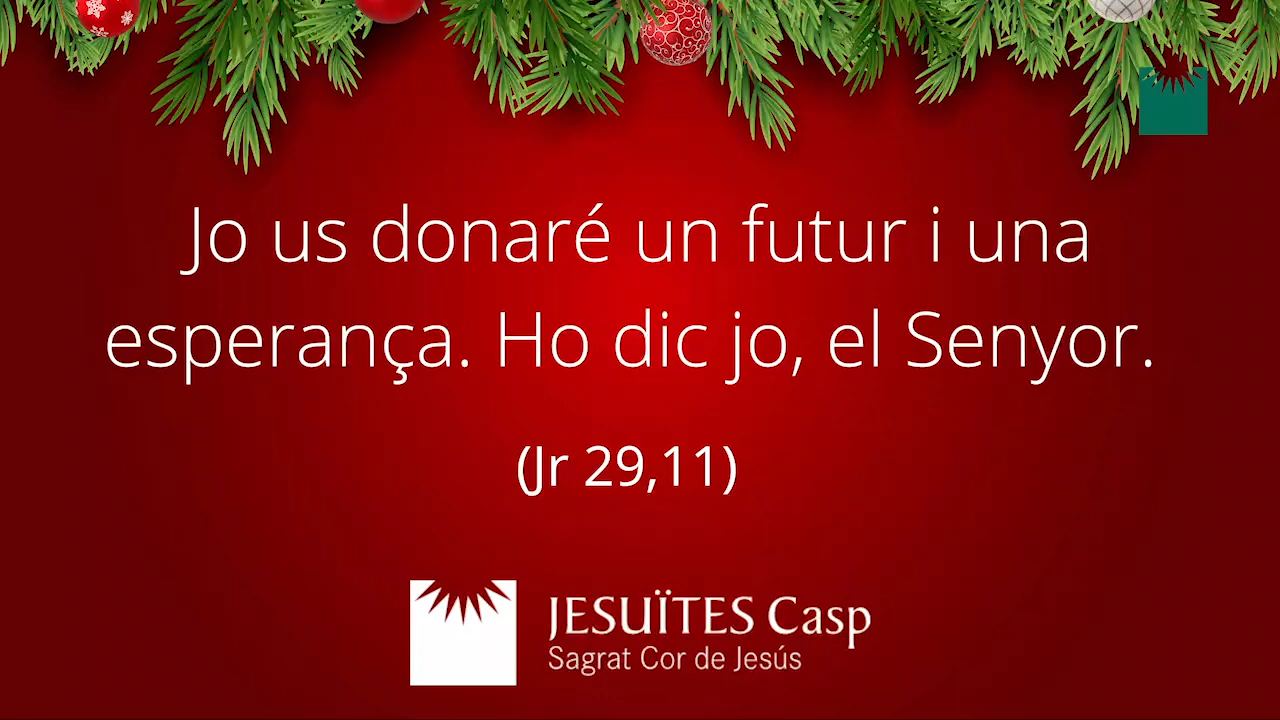 Jo us donaré un futur i una
esperança. Ho dic jo, el Senyor.
(Jr 29,11)
JESUÏTES Casp
Sagrat Cor de Jesús